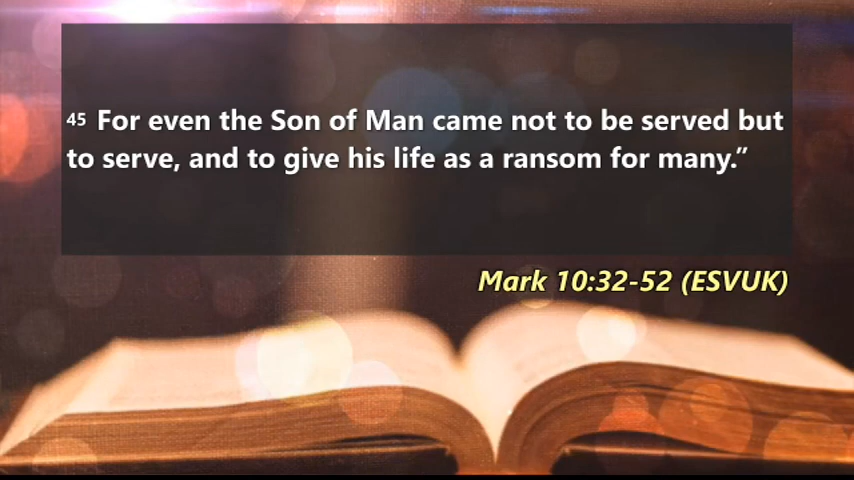 45 For even the Son of Man came not to be served but
to serve, and to give his life as a ransom for many.”
Mark 10:32-52 (ESVUK)